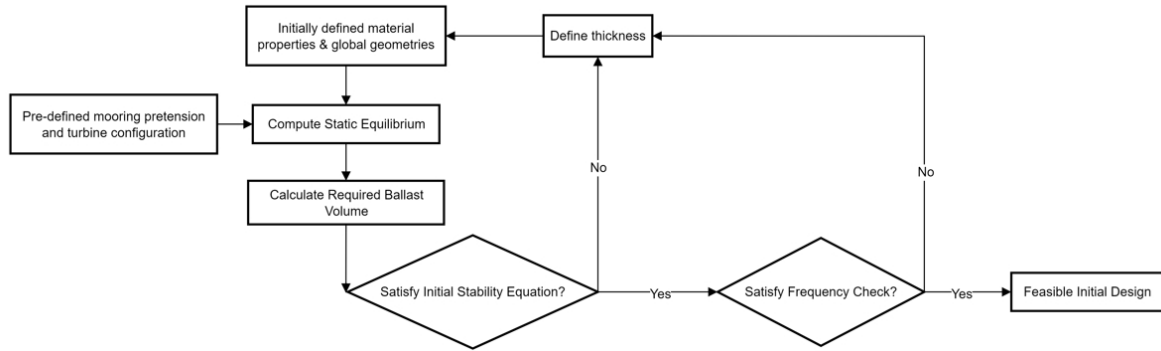 Initially defined material
properties & global geometries
Define thickness
Pre-defined mooring pretension
and turbine configuration
Compute Static Equilibrium
No
No
Calculate Required Ballast
Volume
Satisfy Initial Stability Equation?
Yes
Satisfy Frequency Check?
Yes
Feasible Initial Design